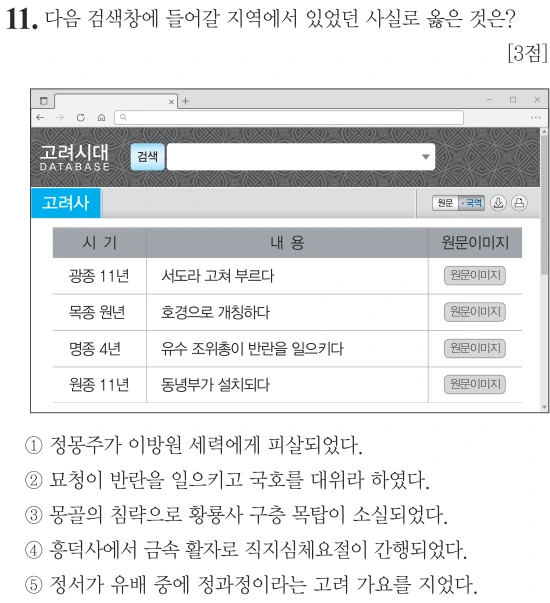 11. 다음 검색창에 들어갈 지역에서 있었던 사실로 옳은 것은?
[3점]
고려시대
DATABASE
검색
고려사
원문 국역
시 기 내 용 원문이미지
광종 11년 서도라 고쳐 부르다 원문이미지
목종 원년 호경으로 개칭하다 원문이미지
명종 4년 유수 조위총이 반란을 일으키다 원문이미지
원종 11년 동녕부가 설치되다 원문이미지
① 정몽주가 이방원 세력에게 피살되었다.
② 묘청이 반란을 일으키고 국호를 대위라 하였다.
③ 몽골의 침략으로 황룡사 구층 목탑이 소실되었다.
④ 흥덕사에서 금속 활자로 직지심체요절이 간행되었다.
⑤ 정서가 유배 중에 정과정이라는 고려 가요를 지었다.